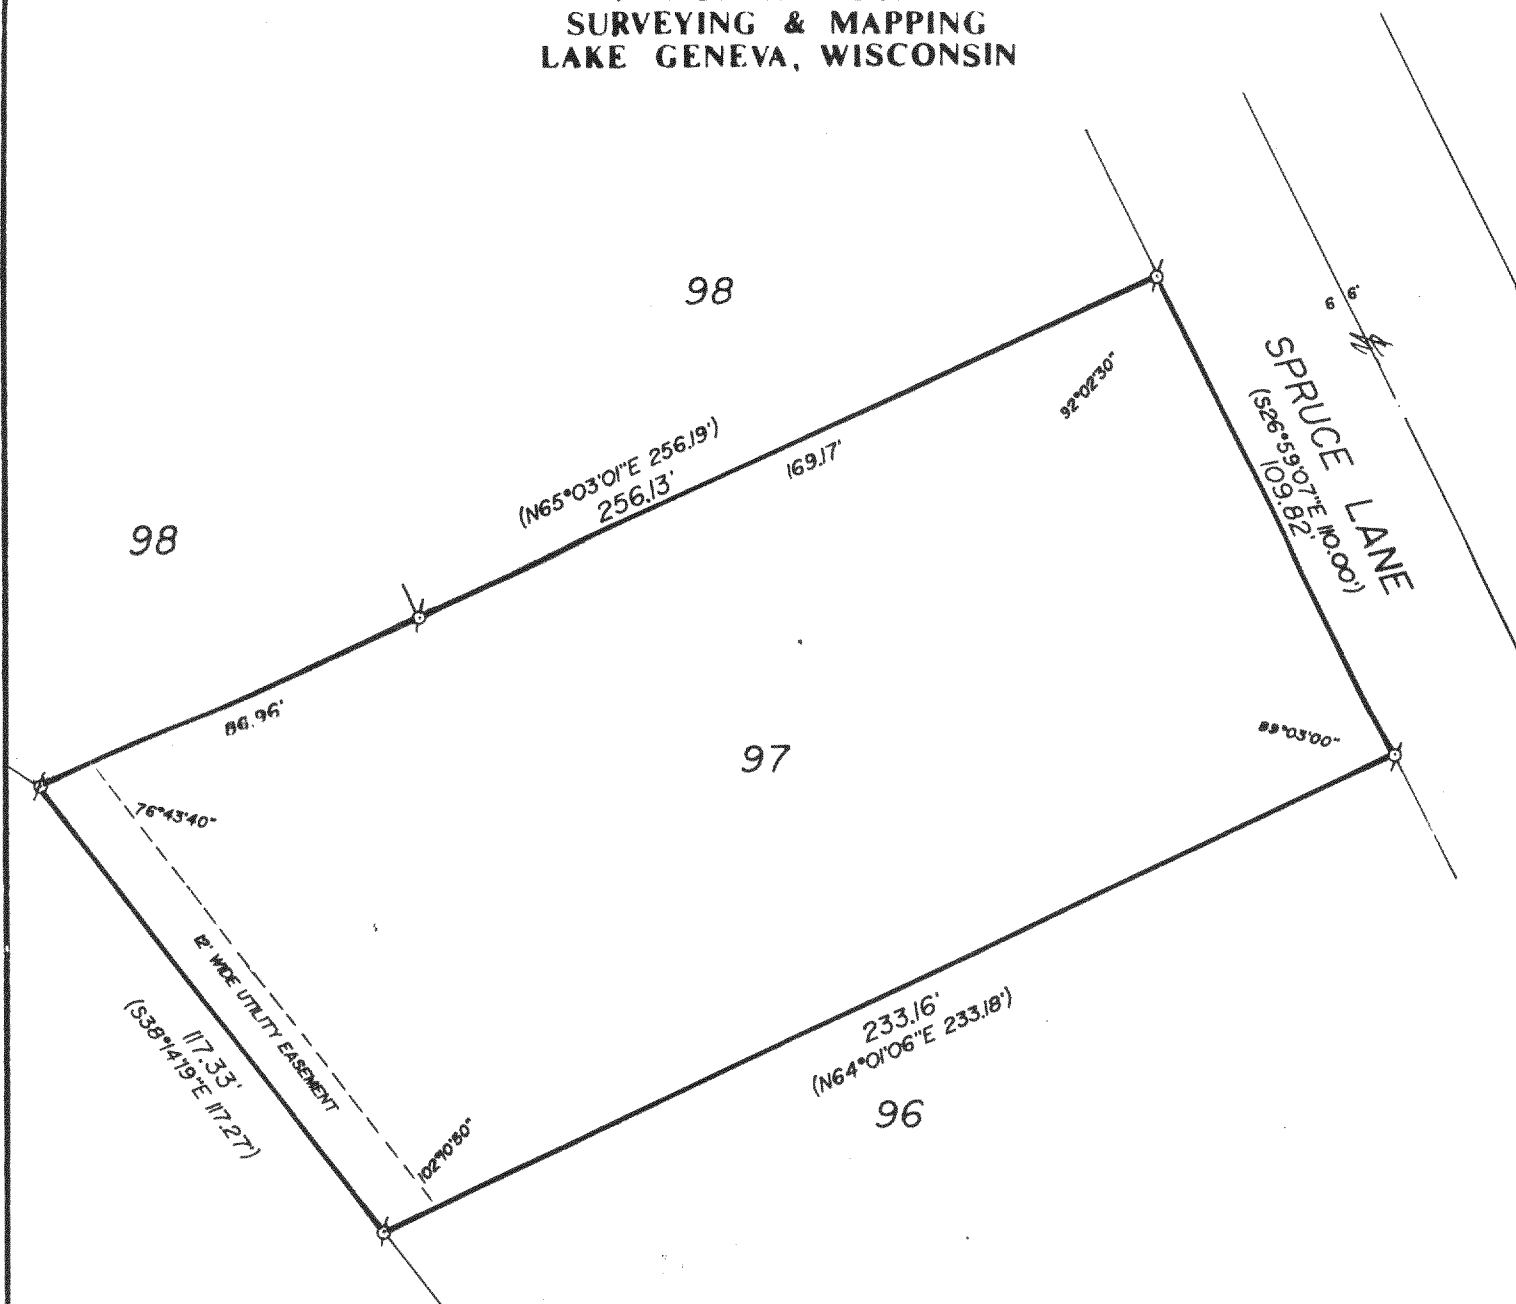 SURVEYING & MAPPING
LAKE GENEVA, WISCONSIN
98
6 6'
92°02'30"
SPRUCE LANE
(S26°59'07"E 110.00')
109.82'
(N65°03'01"E 256.19')
256.13'
169.17'
98
86.96'
97
89°03'00"
76°43'40"
12' WIDE UTILITY EASEMENT
117.33'
(S38°14'19"E 117.27')
233.16'
(N64°01'06"E 233.18')
102°10'50"
96